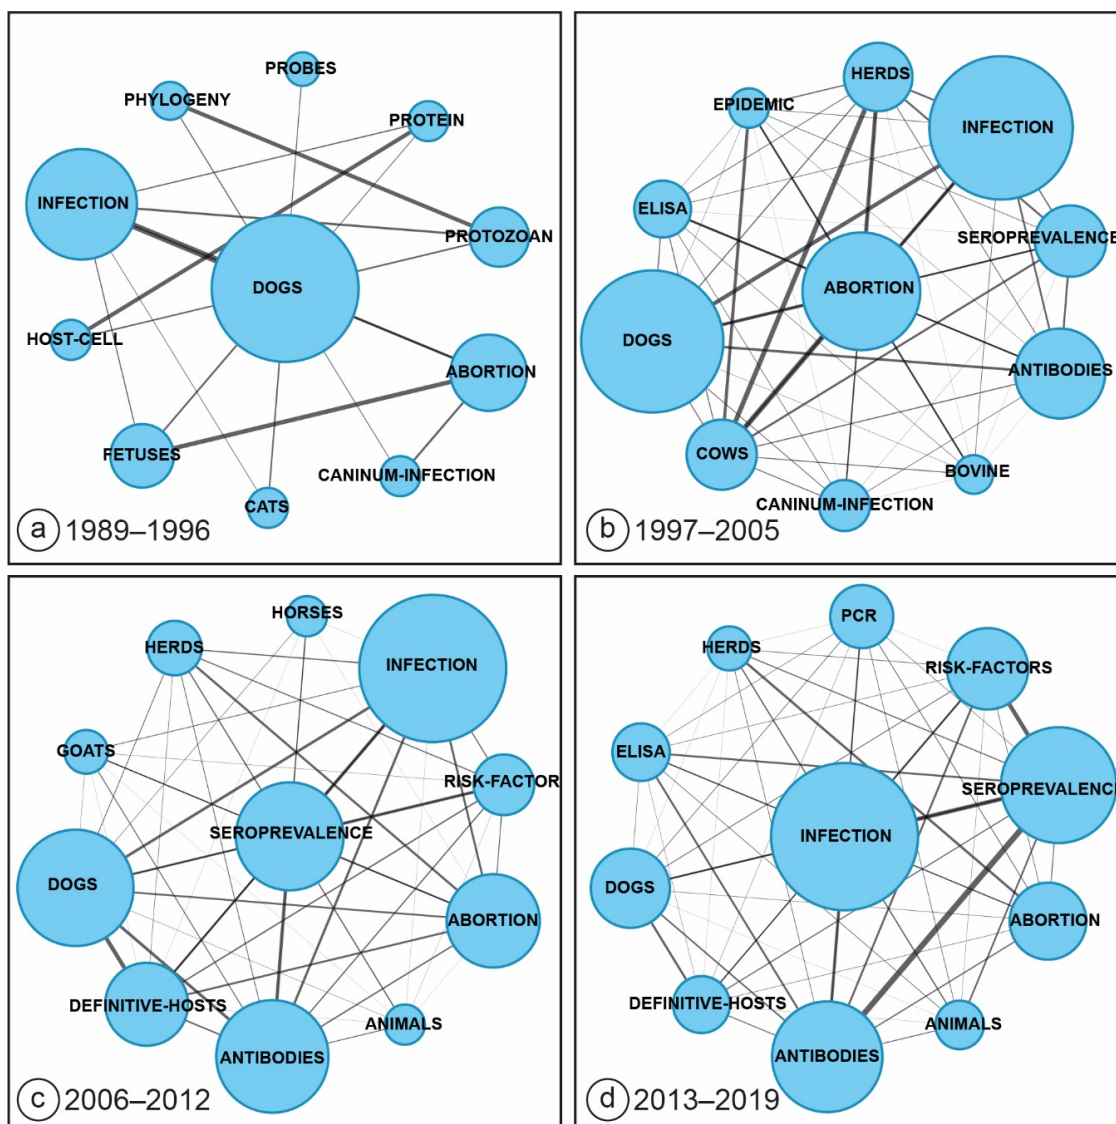 PROBES
PHYLOGENY
PROTEIN
INFECTION
PROTOZOAN
DOGS
HOST-CELL
ABORTION
FETUSES
CANINUM-INFECTION
CATS
a 1989–1996
HERDS
EPIDEMIC
INFECTION
ELISA
SEROPREVALENCE
ABORTION
DOGS
ANTIBODIES
COWS
BOVINE
CANINUM-INFECTION
b 1997–2005
HORSES
HERDS
INFECTION
GOATS
RISK-FACTOR
SEROPREVALENCE
DOGS
ABORTION
DEFINITIVE-HOSTS
ANIMALS
ANTIBODIES
c 2006–2012
PCR
HERDS
RISK-FACTORS
ELISA
SEROPREVALENCE
INFECTION
DOGS
ABORTION
DEFINITIVE-HOSTS
ANIMALS
ANTIBODIES
d 2013–2019